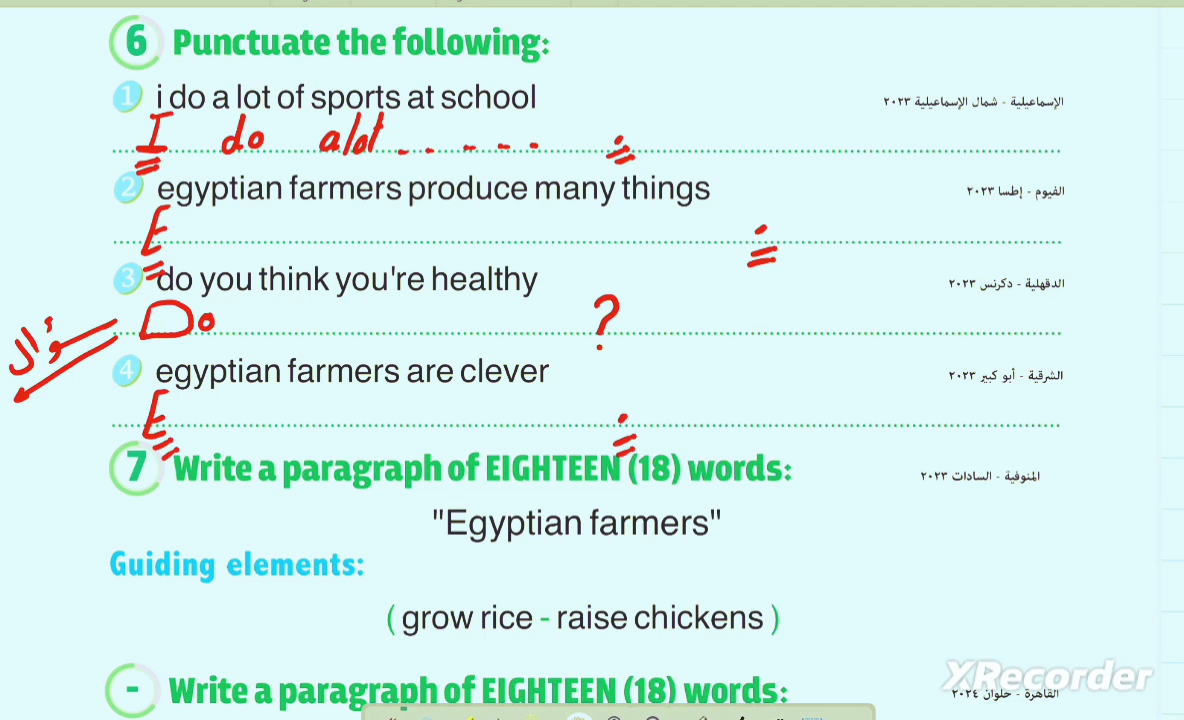 6 Punctuate the following:
1 i do a lot of sports at school الإسماعيلية - شمال الإسماعيلية ٢٠٢٣
I do a lot ------ .
2 egyptian farmers produce many things الفيوم - إطسا ٢٠٢٣
E .
3 do you think you're healthy الدقهلية - دكرنس ٢٠٢٣
سؤال Do ?
4 egyptian farmers are clever الشرقية - أبو كبير ٢٠٢٣
E .
7 Write a paragraph of EIGHTEEN (18) words: المنوفية - السادات ٢٠٢٣
"Egyptian farmers"
Guiding elements:
( grow rice - raise chickens )
- Write a paragraph of EIGHTEEN (18) words: القاهرة - حلوان ٢٠٢٤
XRecorder